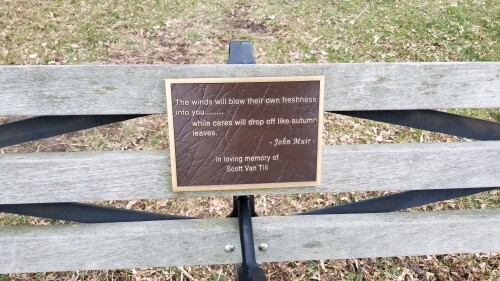 The winds will blow their own freshness
into you........
while cares will drop off like autumn
leaves.
- John Muir -
In loving memory of
Scott Van Till